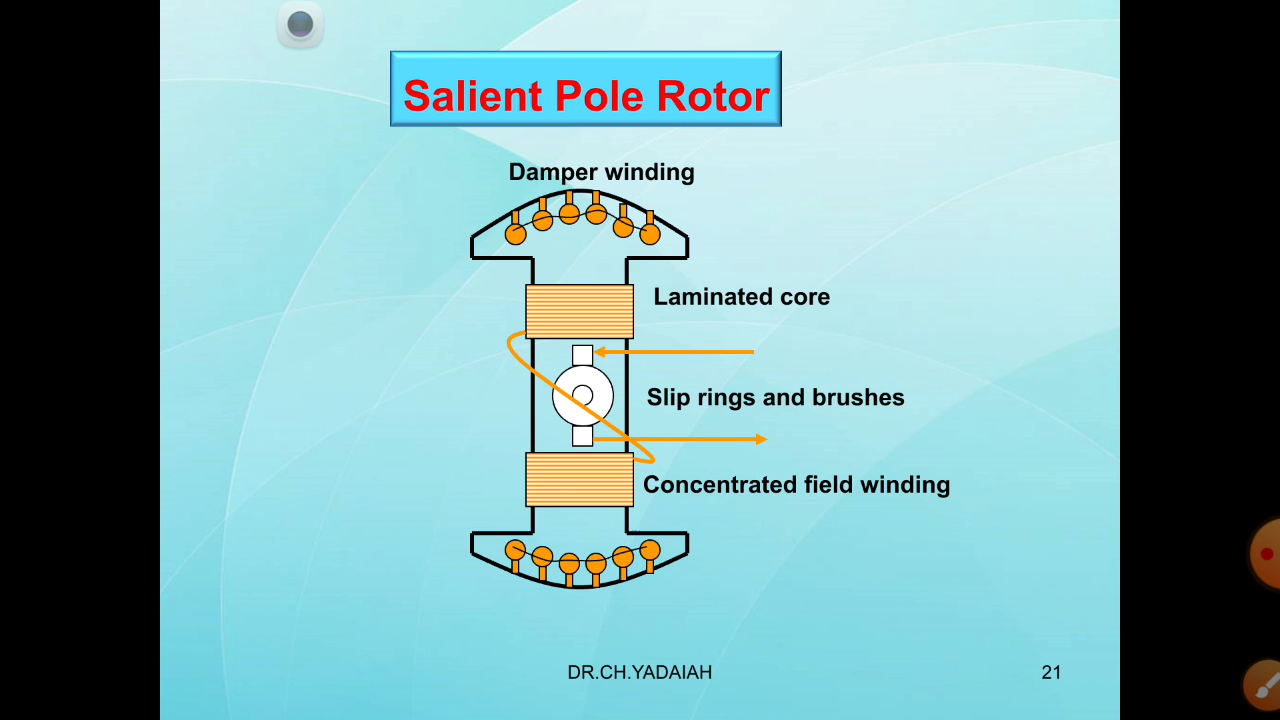 Salient Pole Rotor
Damper winding
Laminated core
Slip rings and brushes
Concentrated field winding
DR.CH.YADAIAH
21